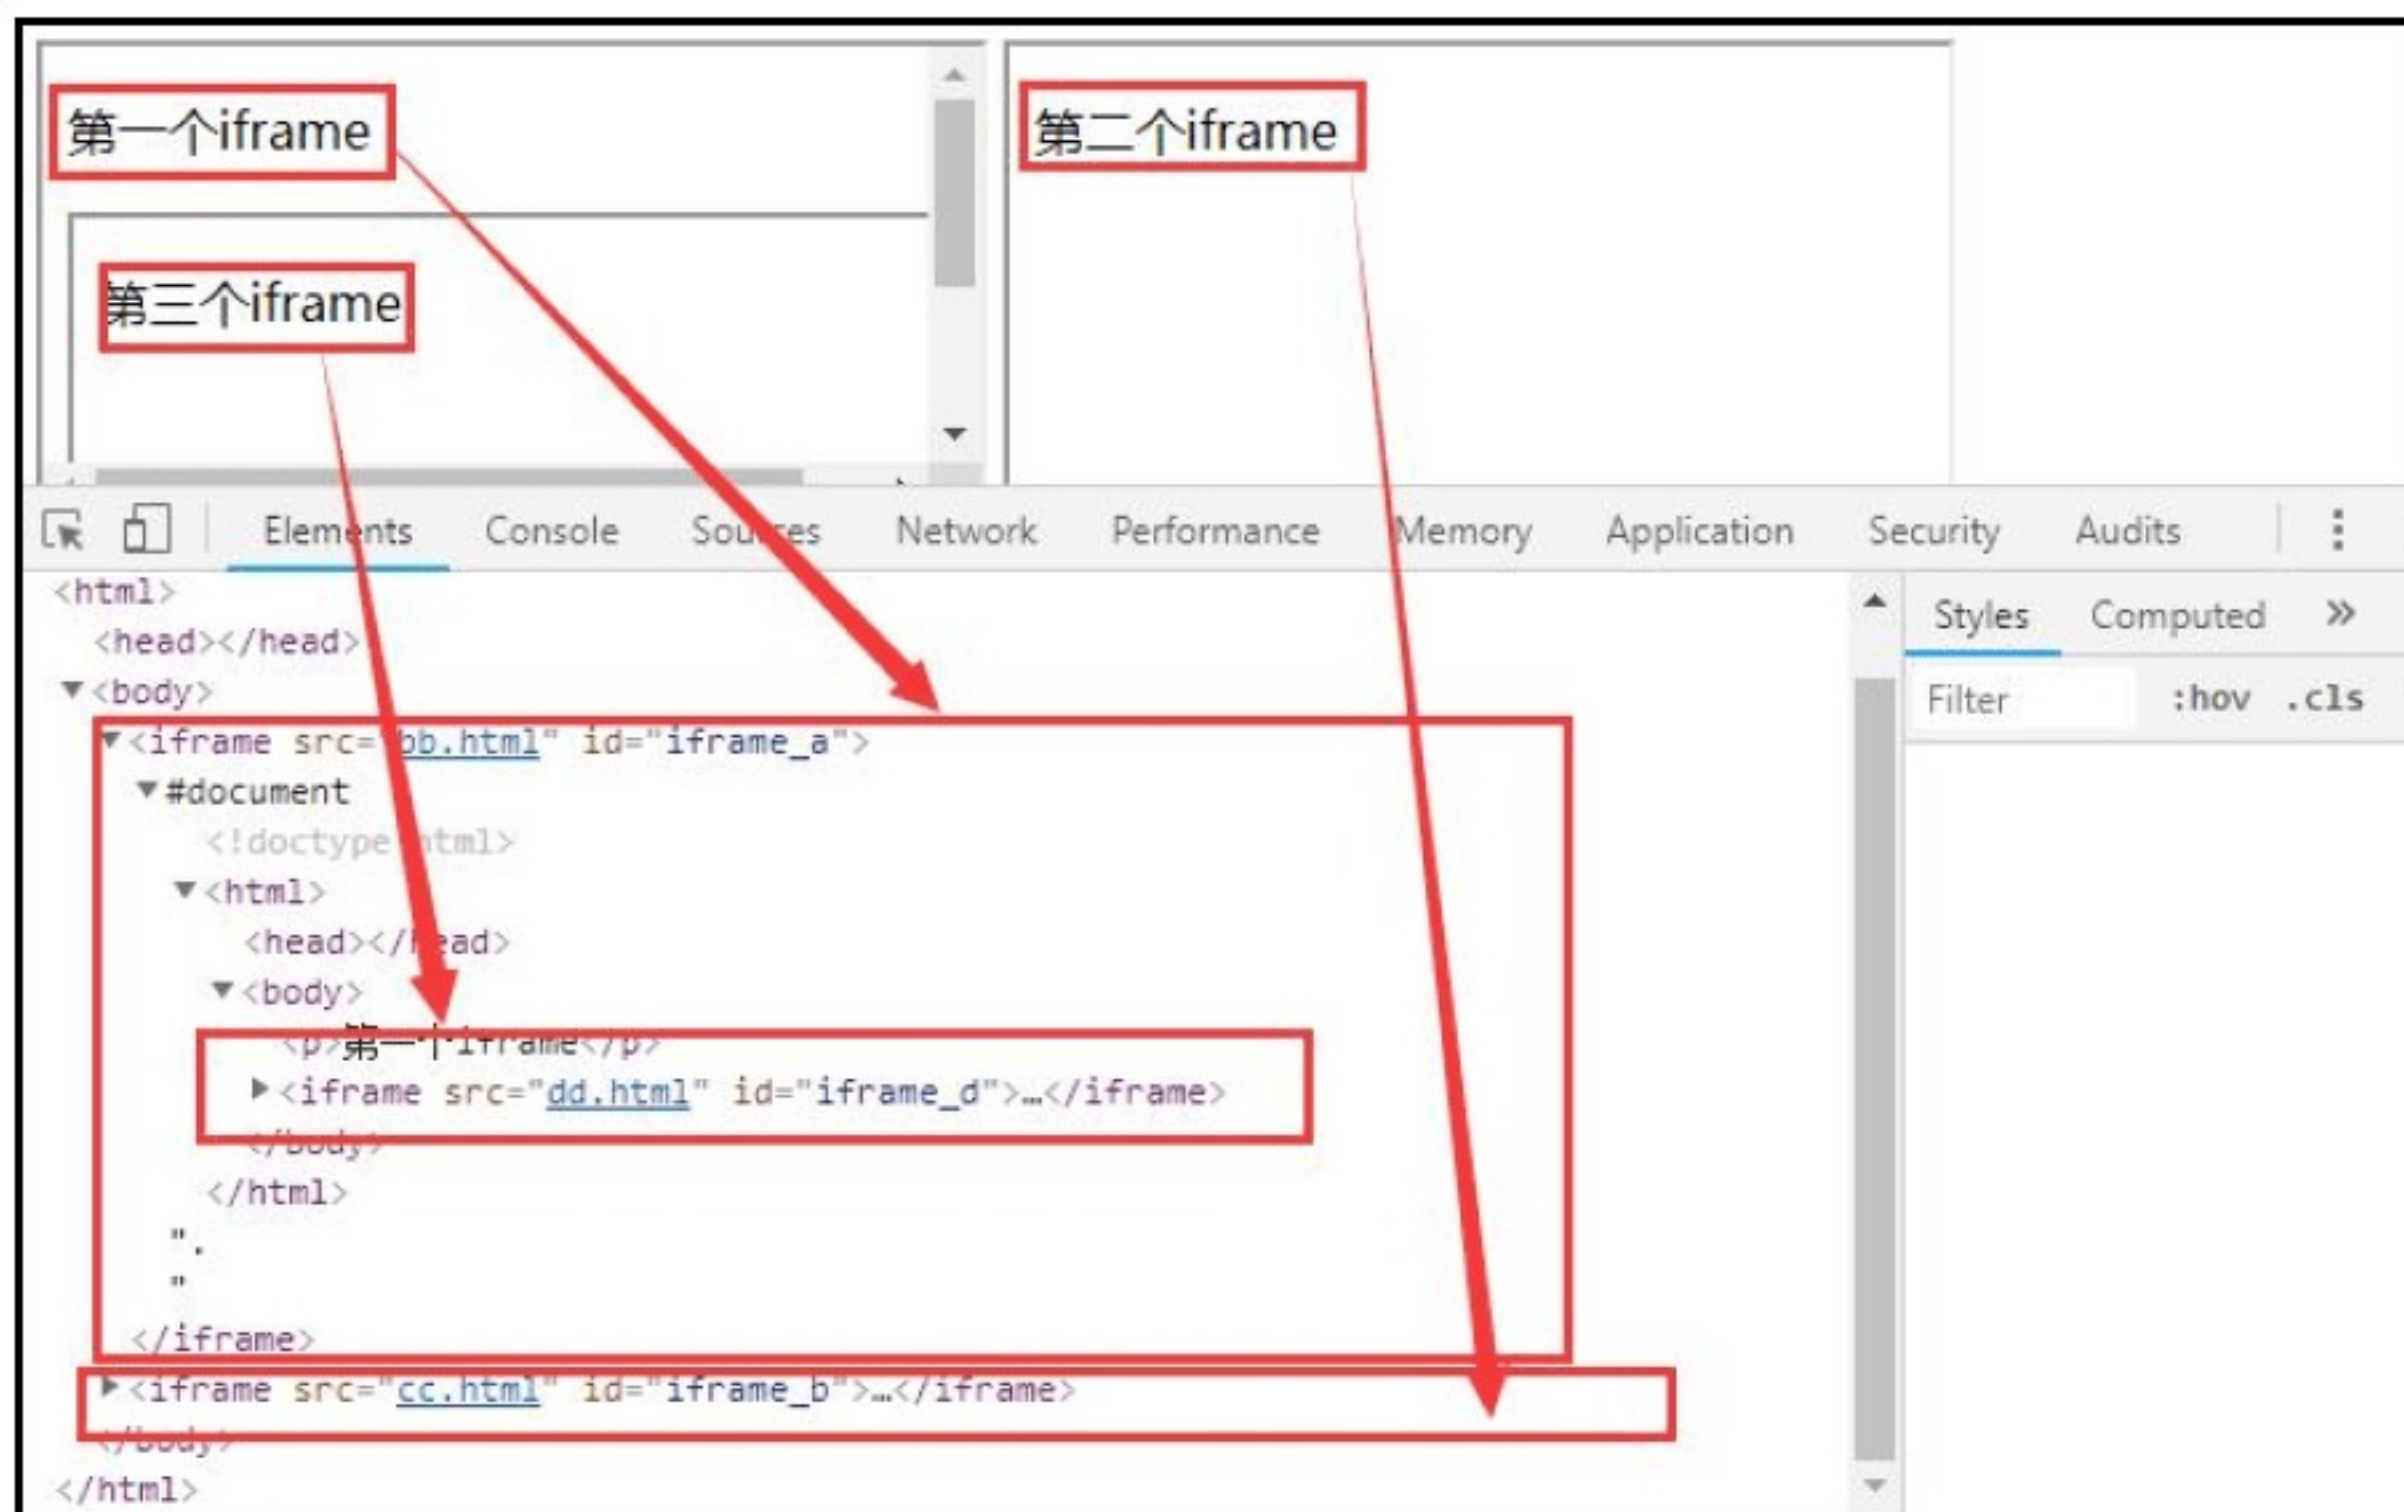 第一个iframe
第二个iframe
第三个iframe
Elements Console Sources Network Performance Memory Application Security Audits
<html>
<head></head>
<body>
<iframe src="bb.html" id="iframe_a">
#document
<!doctype html>
<html>
<head></head>
<body>
<p>第一个iframe</p>
<iframe src="dd.html" id="iframe_d">…</iframe>
</body>
</html>
".
"
</iframe>
<iframe src="cc.html" id="iframe_b">…</iframe>
</body>
</html>
Styles Computed »
Filter :hov .cls